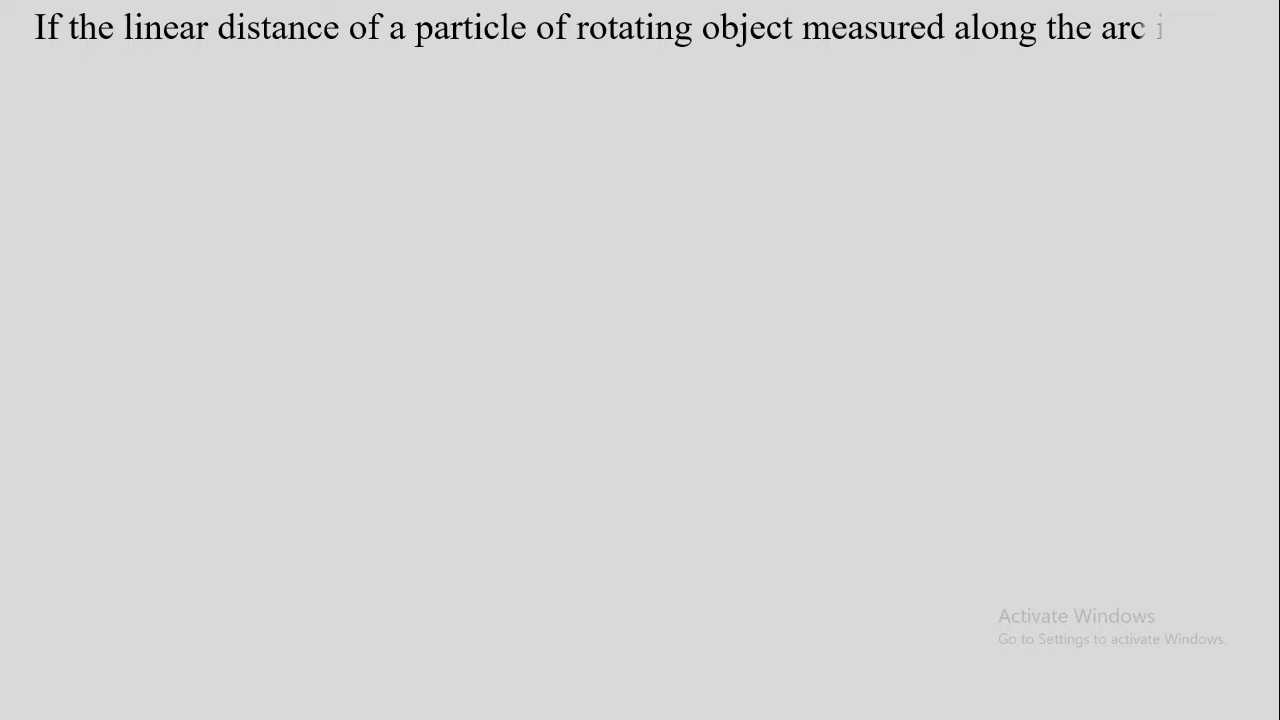 If the linear distance of a particle of rotating object measured along the arc
Activate Windows
Go to Settings to activate Windows.